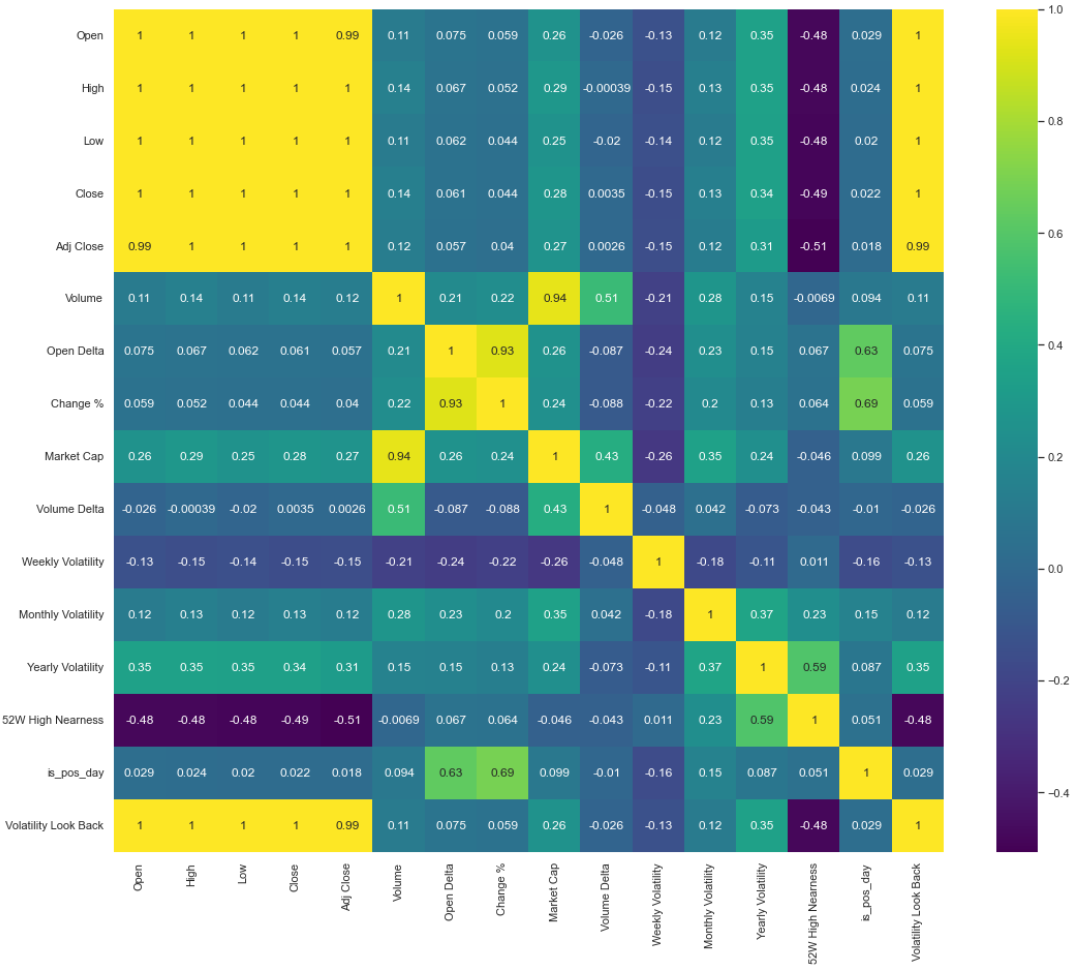 Open 1 1 1 1 0.99 0.11 0.075 0.059 0.26 -0.026 -0.13 0.12 0.35 -0.48 0.029 1
High 1 1 1 1 1 0.14 0.067 0.052 0.29 -0.00039 -0.15 0.13 0.35 -0.48 0.024 1
Low 1 1 1 1 1 0.11 0.062 0.044 0.25 -0.02 -0.14 0.12 0.35 -0.48 0.02 1
Close 1 1 1 1 1 0.14 0.061 0.044 0.28 0.0035 -0.15 0.13 0.34 -0.49 0.022 1
Adj Close 0.99 1 1 1 1 0.12 0.057 0.04 0.27 0.0026 -0.15 0.12 0.31 -0.51 0.018 0.99
Volume 0.11 0.14 0.11 0.14 0.12 1 0.21 0.22 0.94 0.51 -0.21 0.28 0.15 -0.0069 0.094 0.11
Open Delta 0.075 0.067 0.062 0.061 0.057 0.21 1 0.93 0.26 -0.087 -0.24 0.23 0.15 0.067 0.63 0.075
Change % 0.059 0.052 0.044 0.044 0.04 0.22 0.93 1 0.24 -0.088 -0.22 0.2 0.13 0.064 0.69 0.059
Market Cap 0.26 0.29 0.25 0.28 0.27 0.94 0.26 0.24 1 0.43 -0.26 0.35 0.24 -0.046 0.099 0.26
Volume Delta -0.026 -0.00039 -0.02 0.0035 0.0026 0.51 -0.087 -0.088 0.43 1 -0.048 0.042 -0.073 -0.043 -0.01 -0.026
Weekly Volatility -0.13 -0.15 -0.14 -0.15 -0.15 -0.21 -0.24 -0.22 -0.26 -0.048 1 -0.18 -0.11 0.011 -0.16 -0.13
Monthly Volatility 0.12 0.13 0.12 0.13 0.12 0.28 0.23 0.2 0.35 0.042 -0.18 1 0.37 0.23 0.15 0.12
Yearly Volatility 0.35 0.35 0.35 0.34 0.31 0.15 0.15 0.13 0.24 -0.073 -0.11 0.37 1 0.59 0.087 0.35
52W High Nearness -0.48 -0.48 -0.48 -0.49 -0.51 -0.0069 0.067 0.064 -0.046 -0.043 0.011 0.23 0.59 1 0.051 -0.48
is_pos_day 0.029 0.024 0.02 0.022 0.018 0.094 0.63 0.69 0.099 -0.01 -0.16 0.15 0.087 0.051 1 0.029
Volatility Look Back 1 1 1 1 0.99 0.11 0.075 0.059 0.26 -0.026 -0.13 0.12 0.35 -0.48 0.029 1
Open
High
Low
Close
Adj Close
Volume
Open Delta
Change %
Market Cap
Volume Delta
Weekly Volatility
Monthly Volatility
Yearly Volatility
52W High Nearness
is_pos_day
Volatility Look Back
1.0
0.8
0.6
0.4
0.2
0.0
-0.2
-0.4